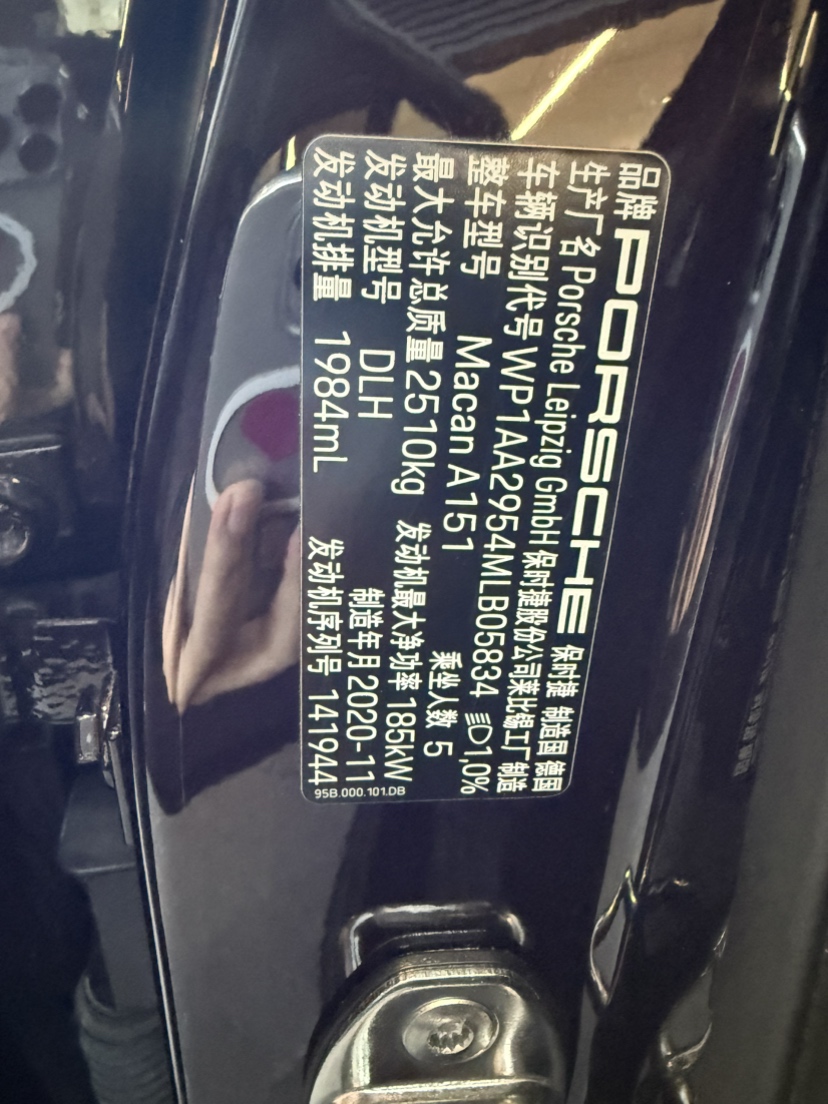 品牌 PORSCHE 保时捷 制造国 德国
生产厂名 Porsche Leipzig GmbH 保时捷股份公司莱比锡工厂 制造
车辆识别代号 WP1AA2954MLB05834 1,0%
整车型号 Macan A151 乘坐人数 5
最大允许总质量 2510kg 发动机最大净功率 185kW
发动机型号 DLH 制造年月 2020-11
发动机排量 1984mL 发动机序列号 141944
95B.000.101.DB